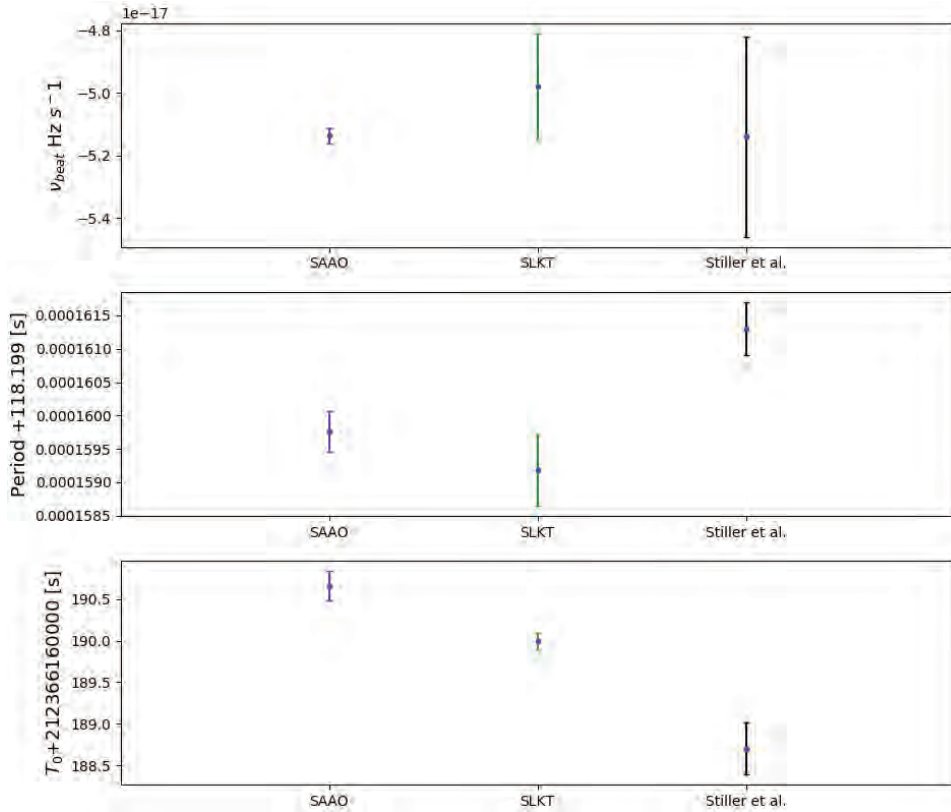 1e−17
−4.8
−5.0
−5.2
−5.4
ν_beat Hz s⁻¹
SAAO SLKT Stiller et al.
0.0001615
0.0001610
0.0001605
0.0001600
0.0001595
0.0001590
0.0001585
Period +118.199 [s]
SAAO SLKT Stiller et al.
190.5
190.0
189.5
189.0
188.5
T₀+212366160000 [s]
SAAO SLKT Stiller et al.